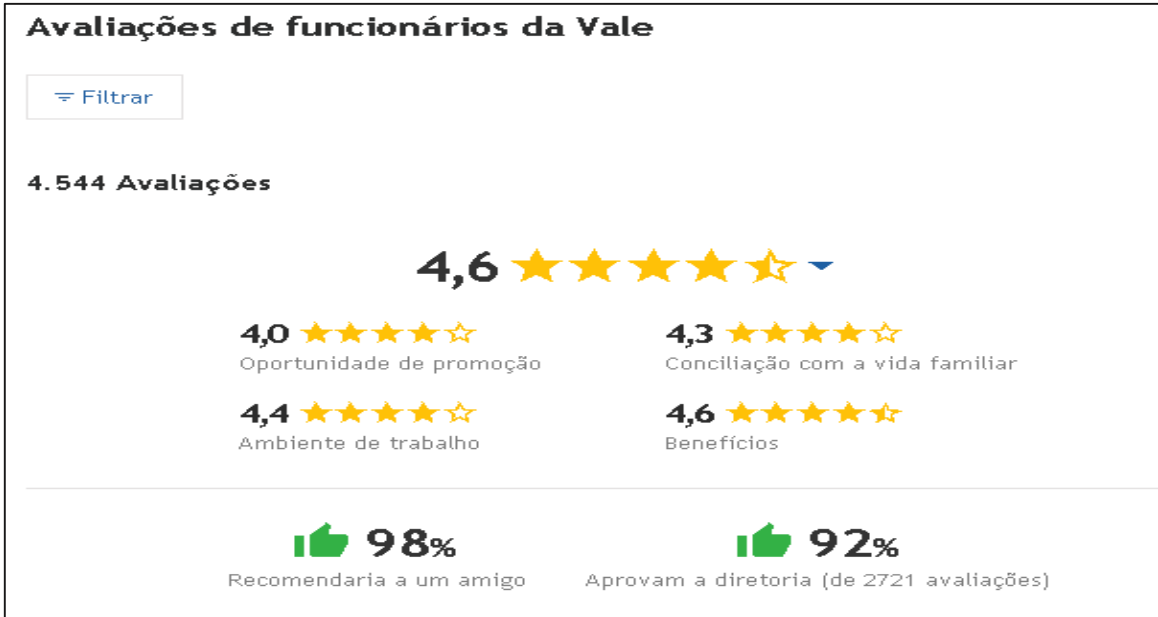 Avaliações de funcionários da Vale
Filtrar
4.544 Avaliações
4,6
4,0
Oportunidade de promoção
4,3
Conciliação com a vida familiar
4,4
Ambiente de trabalho
4,6
Benefícios
98%
Recomendaria a um amigo
92%
Aprovam a diretoria (de 2721 avaliações)